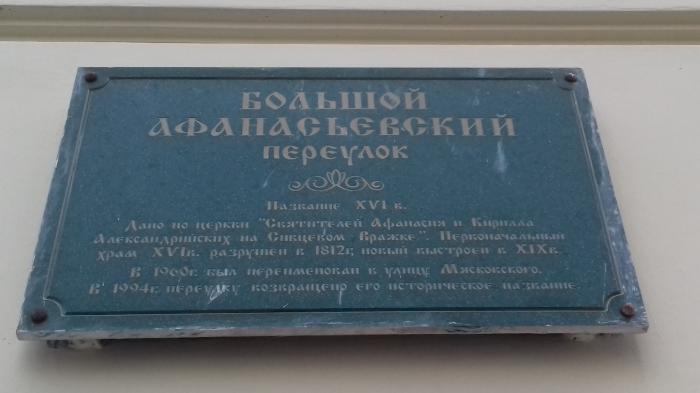 БОЛЬШОЙ
АФАНАСЬЕВСКИЙ
ПЕРЕУЛОК
Название XVI в.
Дано по церкви "Святителей Афанасия и Кирилла
Александрийских на Сивцевом Вражке". Первоначальный
храм XVIв. разрушен в 1812г, новый выстроен в XIXв..
В 1960г. был переименован в улицу Мясковского.
В 1994г. переулку возвращено его историческое название.